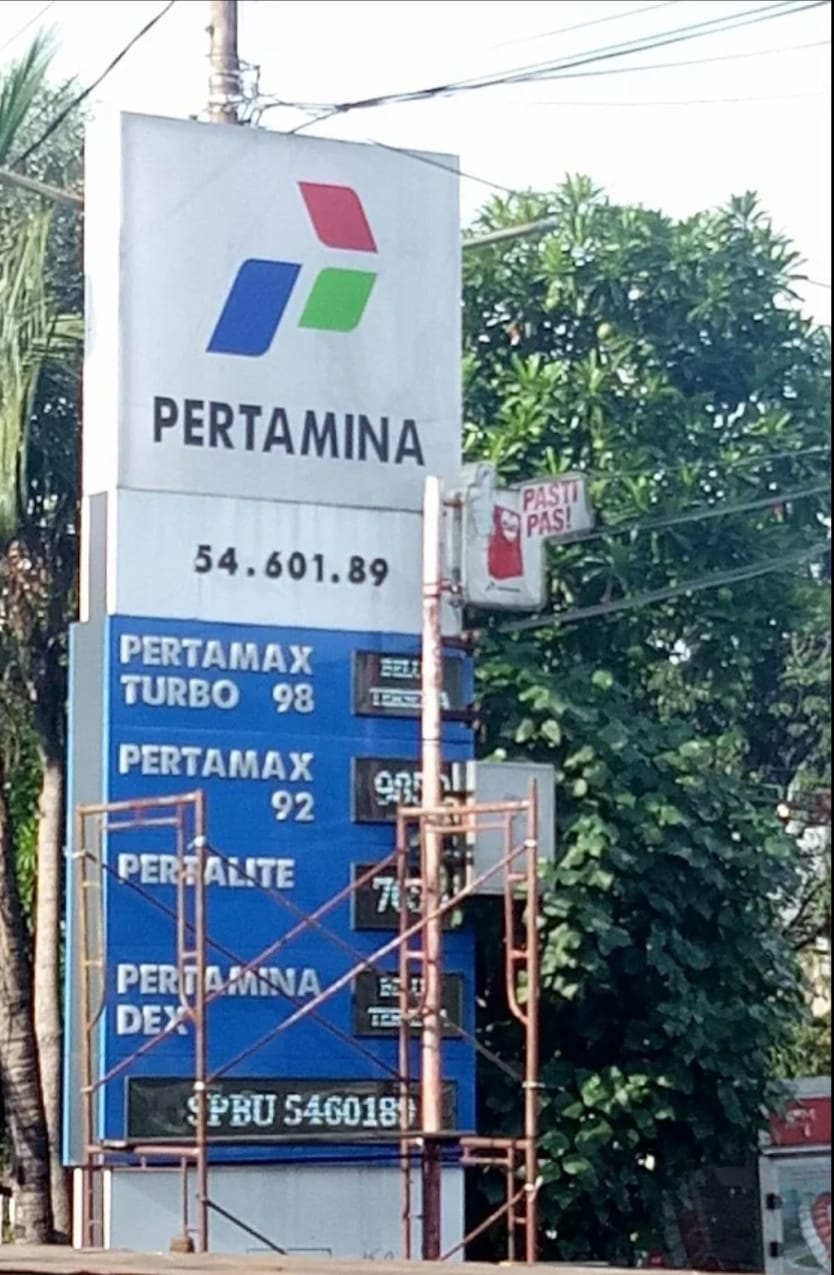 PERTAMINA
PASTI
PAS!
54.601.89
PERTAMAX
TURBO 98
PERTAMAX
92
PERTALITE
PERTAMINA
DEX
SPBU 5460189